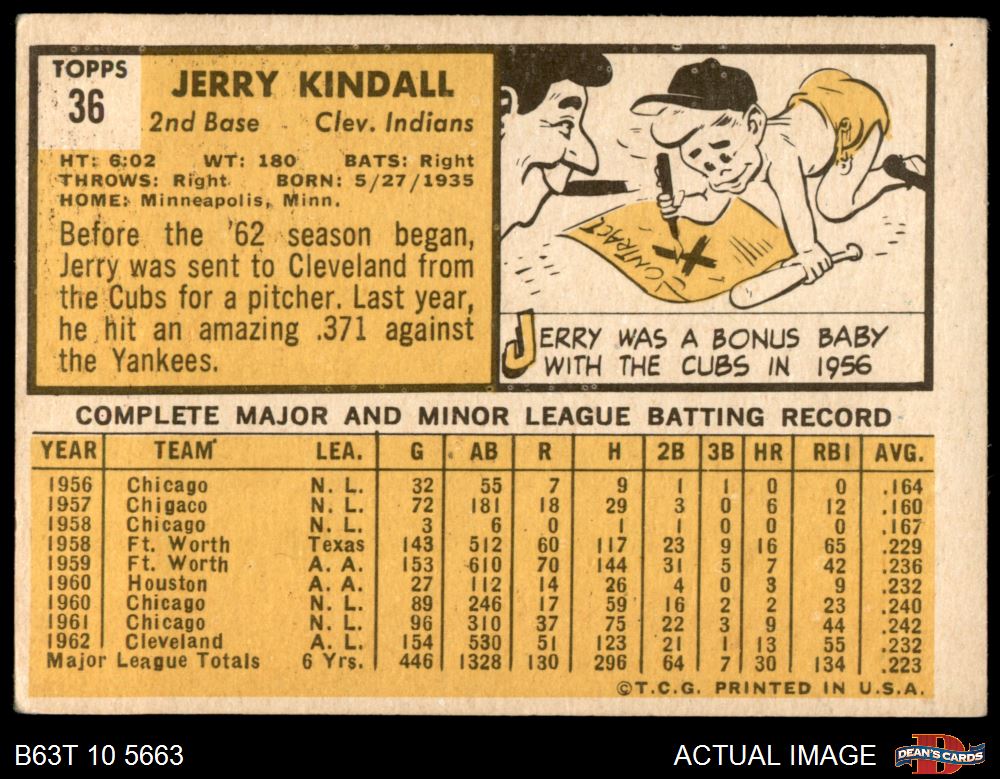 TOPPS
36
JERRY KINDALL
2nd Base Clev. Indians
HT: 6:02 WT: 180 BATS: Right
THROWS: Right BORN: 5/27/1935
HOME: Minneapolis, Minn.
Before the '62 season began,
Jerry was sent to Cleveland from
the Cubs for a pitcher. Last year,
he hit an amazing .371 against
the Yankees.
CONTRACT
X
JERRY WAS A BONUS BABY
WITH THE CUBS IN 1956
COMPLETE MAJOR AND MINOR LEAGUE BATTING RECORD
YEAR TEAM LEA. G AB R H 2B 3B HR RBI AVG.
1956 Chicago N. L. 32 55 7 9 1 1 0 0 .164
1957 Chigaco N. L. 72 181 18 29 3 0 6 12 .160
1958 Chicago N. L. 3 6 0 1 1 0 0 0 .167
1958 Ft. Worth Texas 143 512 60 117 23 9 16 65 .229
1959 Ft. Worth A. A. 153 610 70 144 31 5 7 42 .236
1960 Houston A. A. 27 112 14 26 4 0 3 9 .232
1960 Chicago N. L. 89 246 17 59 16 2 2 23 .240
1961 Chicago N. L. 96 310 37 75 22 3 9 44 .242
1962 Cleveland A. L. 154 530 51 123 21 1 13 55 .232
Major League Totals 6 Yrs. 446 1328 130 296 64 7 30 134 .223
©T.C.G. PRINTED IN U.S.A.
B63T 10 5663
ACTUAL IMAGE
D
DEAN'S CARDS